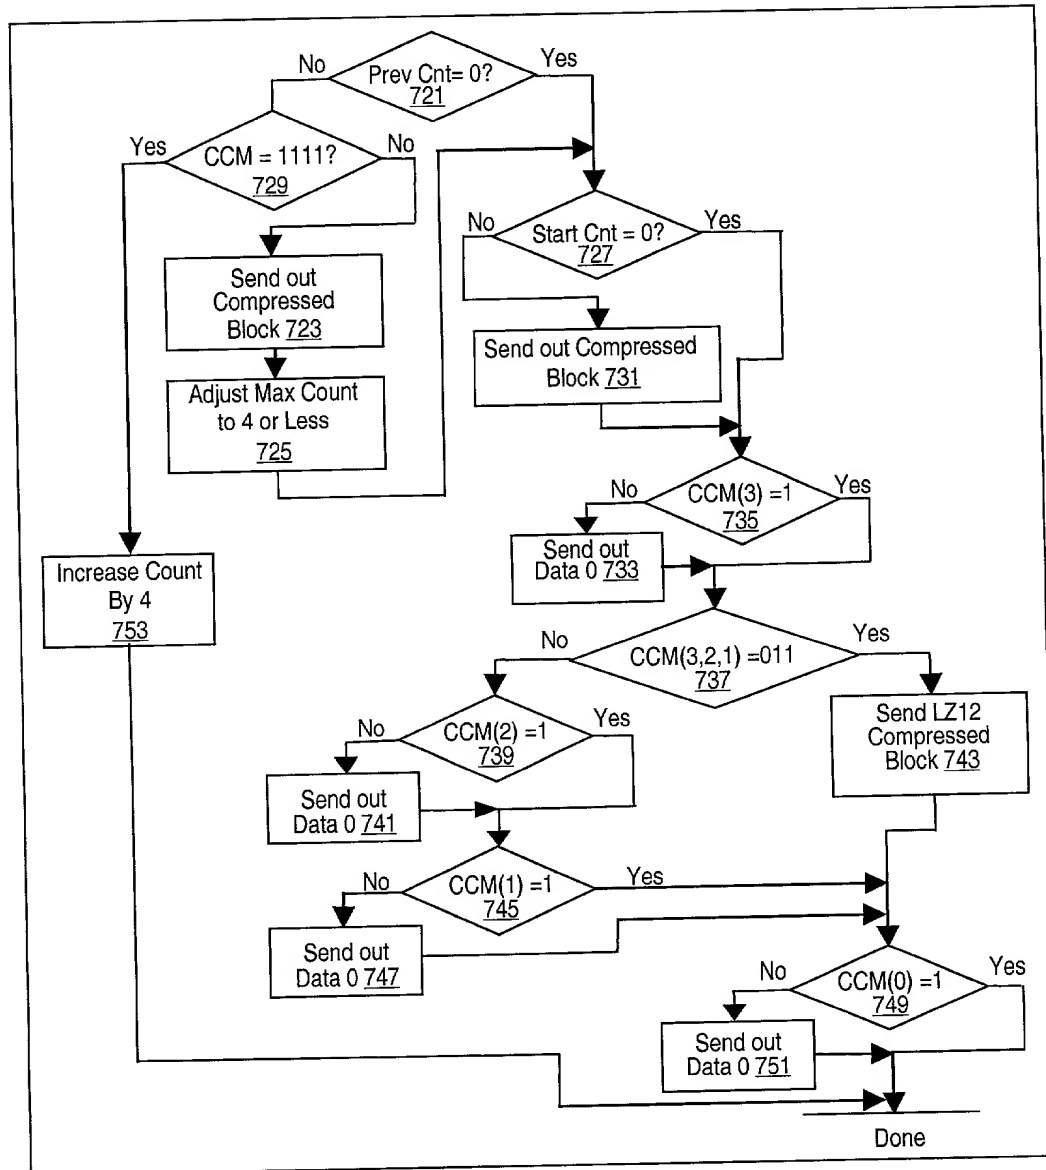 No
Prev Cnt= 0?
721
Yes
Yes
CCM = 1111?
729
No
No
Start Cnt = 0?
727
Yes
Send out
Compressed
Block 723
Send out Compressed
Block 731
Adjust Max Count
to 4 or Less
725
No
CCM(3) =1
735
Yes
Send out
Data 0 733
Increase Count
By 4
753
No
CCM(3,2,1) =011
737
Yes
Send LZ12
Compressed
Block 743
No
CCM(2) =1
739
Yes
Send out
Data 0 741
No
CCM(1) =1
745
Yes
Send out
Data 0 747
No
CCM(0) =1
749
Yes
Send out
Data 0 751
Done